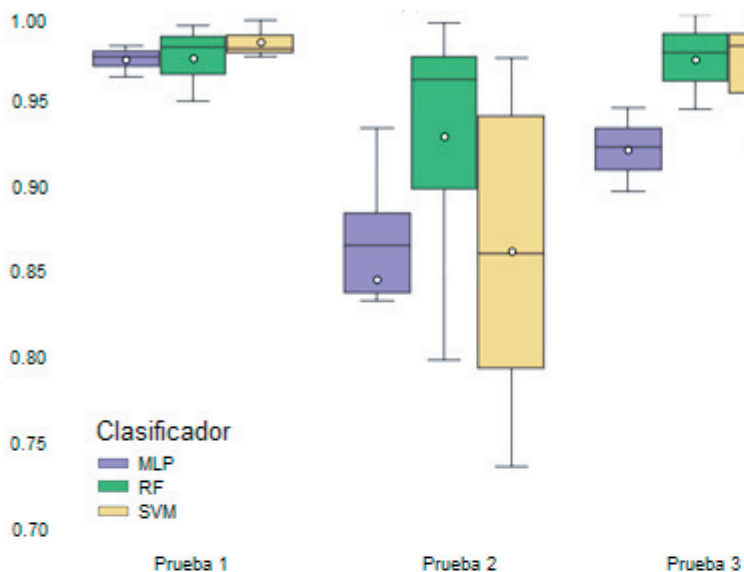 1.00
0.95
0.90
0.85
0.80
0.75
0.70
Clasificador
MLP
RF
SVM
Prueba 1
Prueba 2
Prueba 3